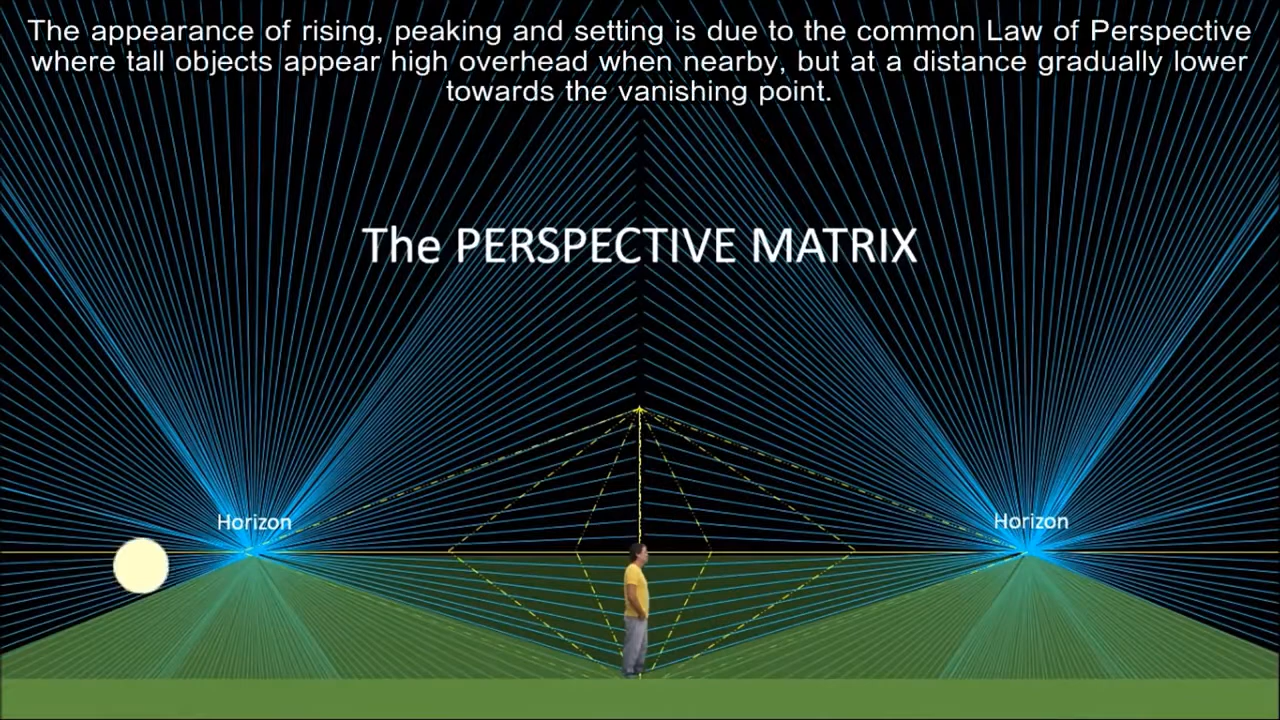 The appearance of rising, peaking and setting is due to the common Law of Perspective
where tall objects appear high overhead when nearby, but at a distance gradually lower
towards the vanishing point.
The PERSPECTIVE MATRIX
Horizon
Horizon